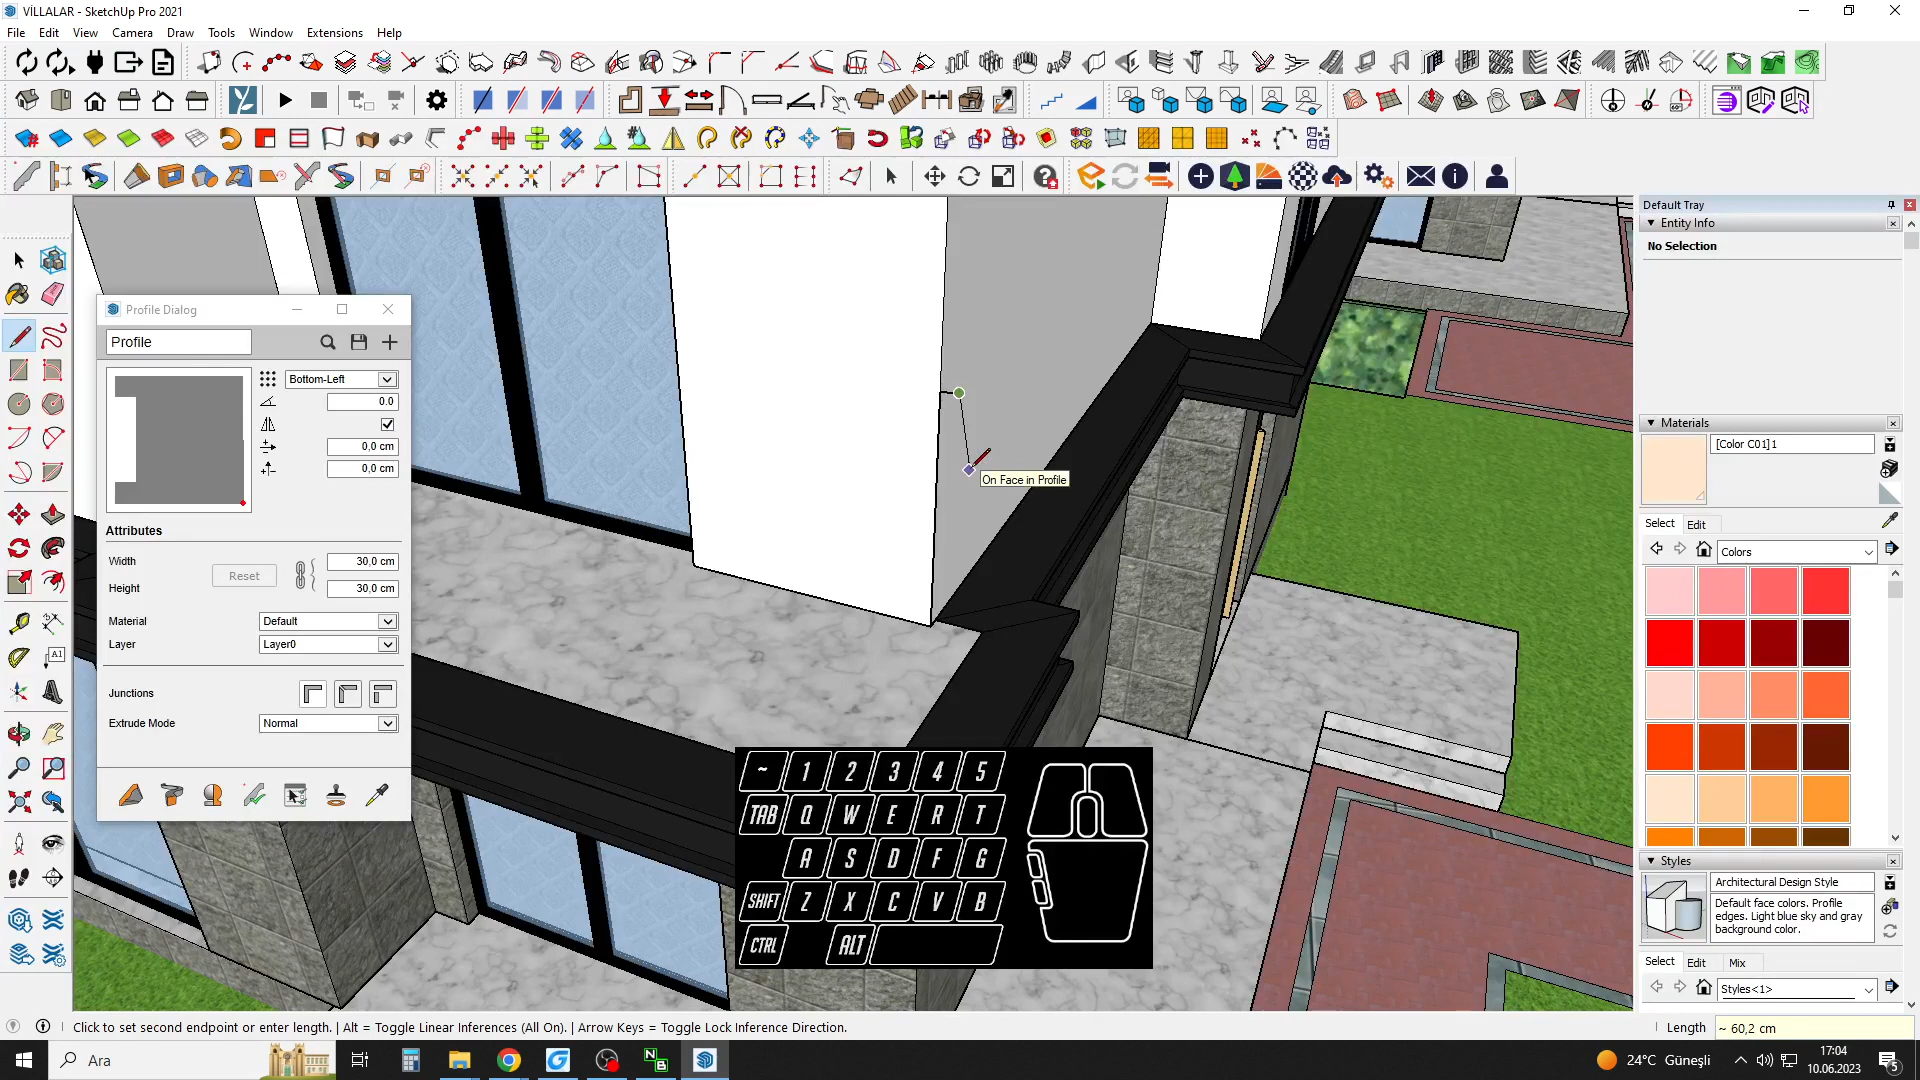 VİLLALAR - SketchUp Pro 2021
File Edit View Camera Draw Tools Window Extensions Help
Default Tray
Entity Info
No Selection
Profile Dialog
Profile
Bottom-Left
0.0
0,0 cm
0,0 cm
Attributes
Width 30,0 cm
Reset
Height 30,0 cm
Material Default
Layer Layer0
Junctions
Extrude Mode Normal
On Face in Profile
Materials
[Color C01]1
Select Edit
Colors
Styles
Architectural Design Style
Default face colors. Profile
edges. Light blue sky and gray
background color.
Select Edit Mix
Styles<1>
~ 1 2 3 4 5
TAB Q W E R T
A S D F G
SHIFT Z X C V B
CTRL ALT
A1
Click to set second endpoint or enter length. | Alt = Toggle Linear Inferences (All On). | Arrow Keys = Toggle Lock Inference Direction.
Length ~ 60,2 cm
Ara
24°C Güneşli
17:04
10.06.2023
5